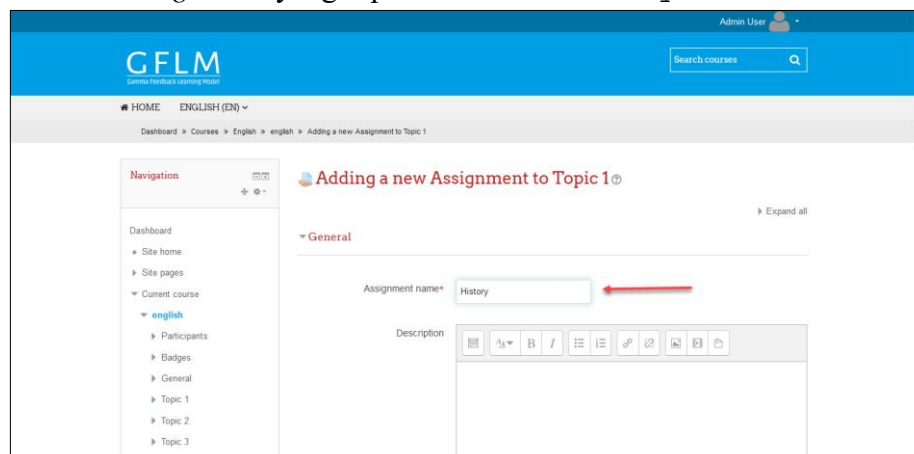 Admin User
GFLM
Gamma Feedback Learning Model
Search courses
HOME ENGLISH (EN)
Dashboard » Courses » English » english » Adding a new Assignment to Topic 1
Navigation
Dashboard
Site home
Site pages
Current course
english
Participants
Badges
General
Topic 1
Topic 2
Topic 3
Adding a new Assignment to Topic 1
Expand all
General
Assignment name*
History
Description
B I